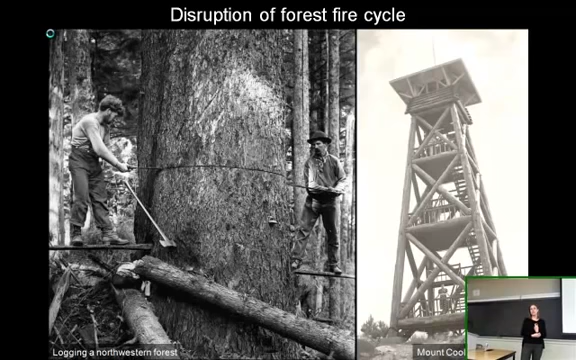 Disruption of forest fire cycle
Logging a northwestern forest
Mount Cool